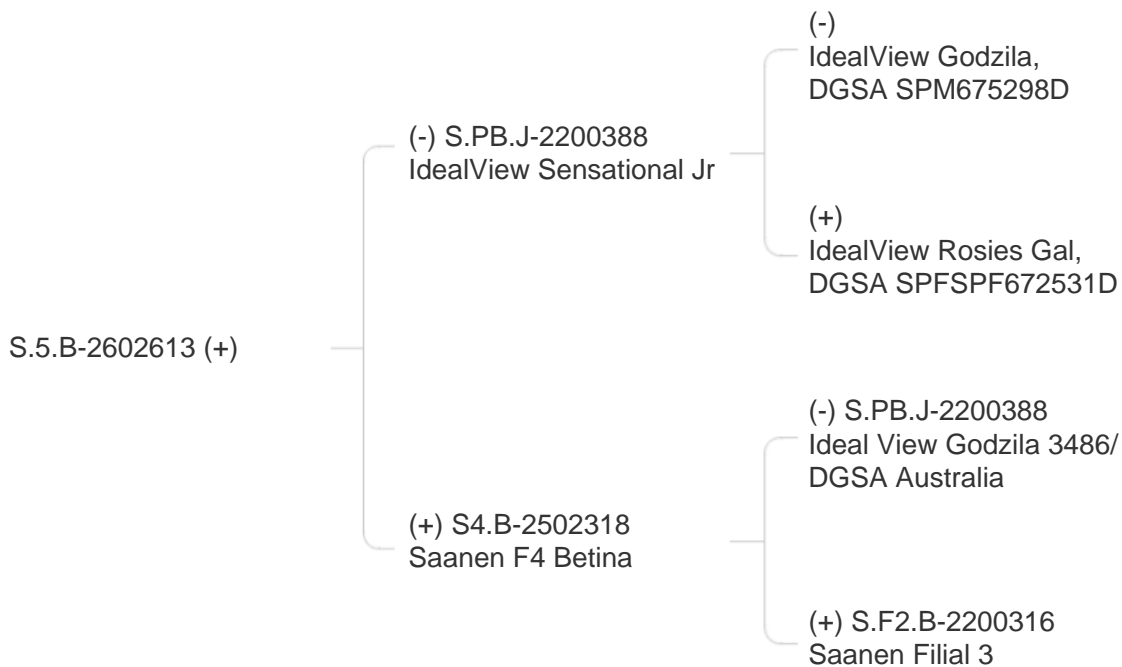 (-)
IdealView Godzila,
DGSA SPM675298D
(-) S.PB.J-2200388
IdealView Sensational Jr
(+)
IdealView Rosies Gal,
DGSA SPFSPF672531D
S.5.B-2602613 (+)
(-) S.PB.J-2200388
Ideal View Godzila 3486/
DGSA Australia
(+) S4.B-2502318
Saanen F4 Betina
(+) S.F2.B-2200316
Saanen Filial 3